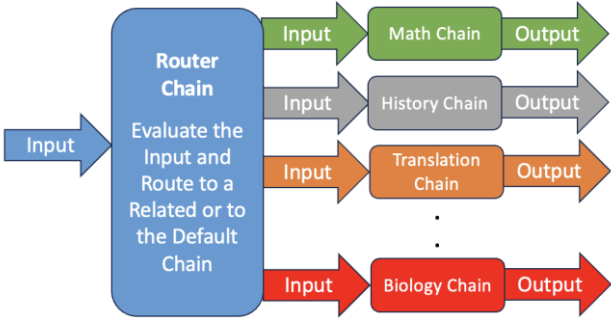 Input
Router
Chain
Evaluate the
Input and
Route to a
Related or to
the Default
Chain
Input
Math Chain
Output
Input
History Chain
Output
Input
Translation
Chain
Output
.
.
Input
Biology Chain
Output